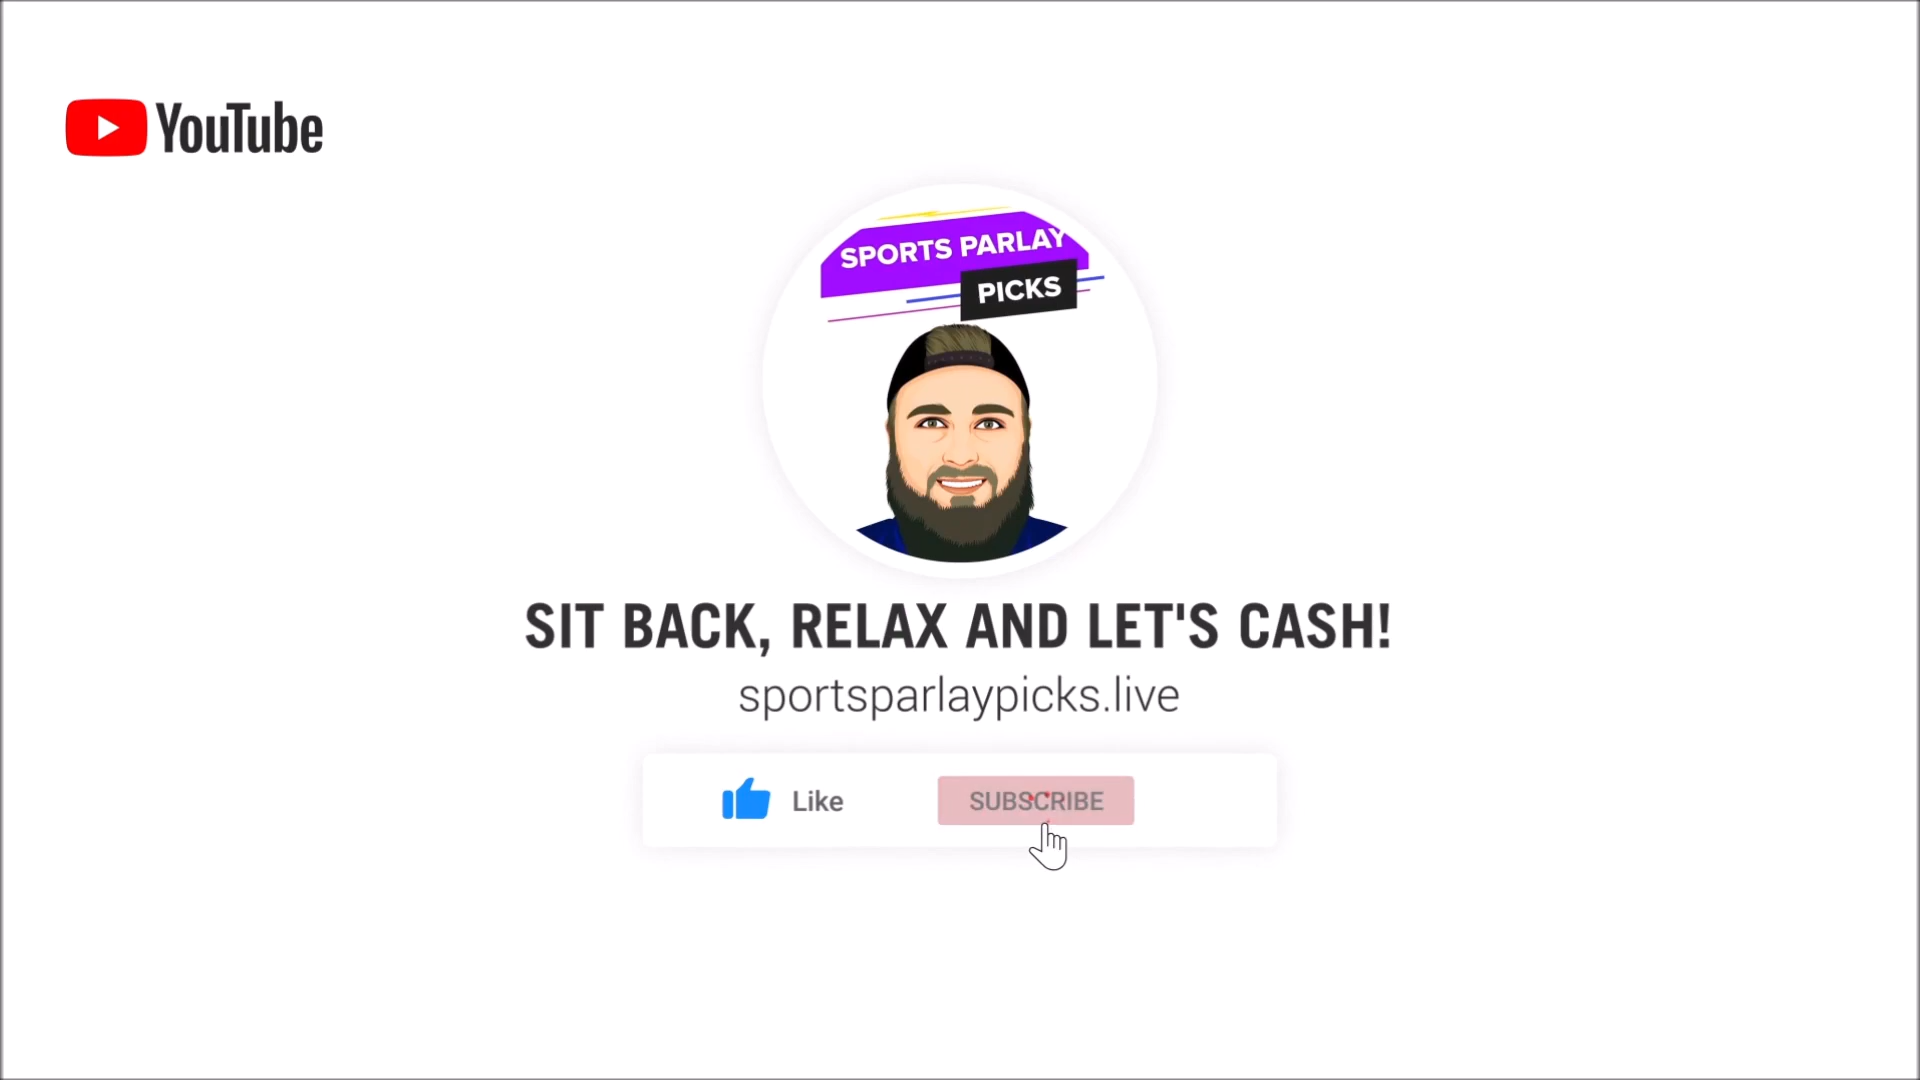 YouTube
SPORTS PARLAY
PICKS
SIT BACK, RELAX AND LET'S CASH!
sportsparlaypicks.live
Like
SUBSCRIBE